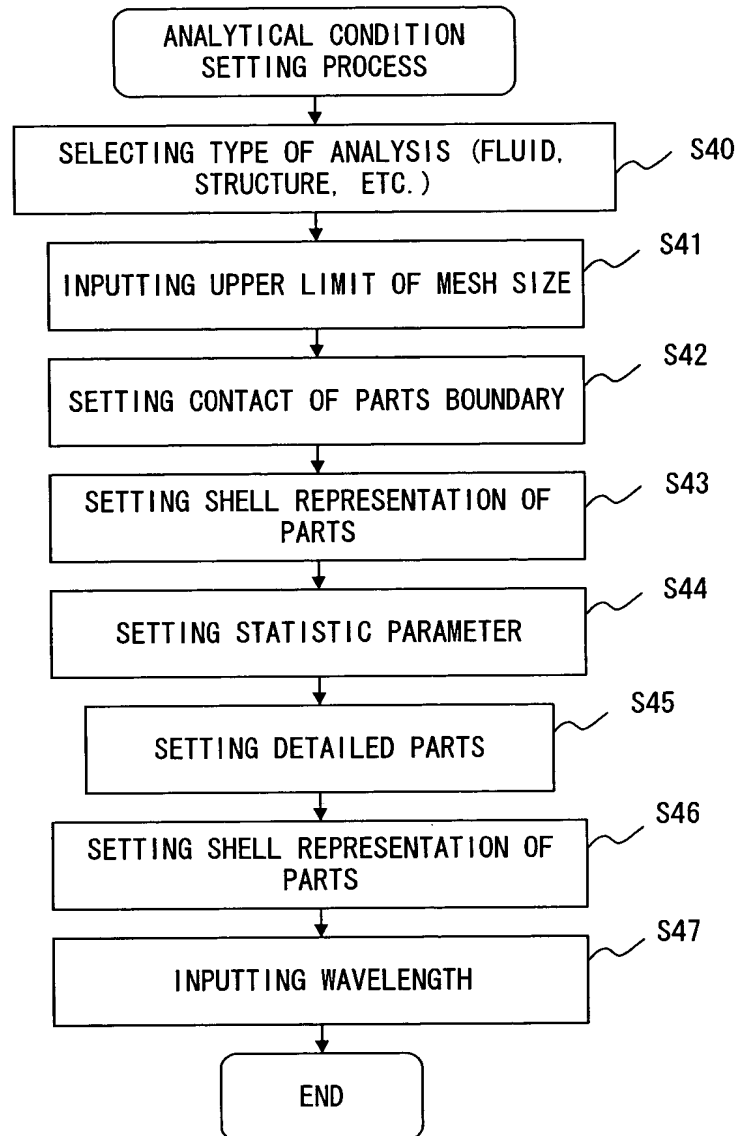 ANALYTICAL CONDITION
SETTING PROCESS
SELECTING TYPE OF ANALYSIS (FLUID,
STRUCTURE, ETC.)
S40
INPUTTING UPPER LIMIT OF MESH SIZE
S41
SETTING CONTACT OF PARTS BOUNDARY
S42
SETTING SHELL REPRESENTATION OF
PARTS
S43
SETTING STATISTIC PARAMETER
S44
SETTING DETAILED PARTS
S45
SETTING SHELL REPRESENTATION OF
PARTS
S46
INPUTTING WAVELENGTH
S47
END